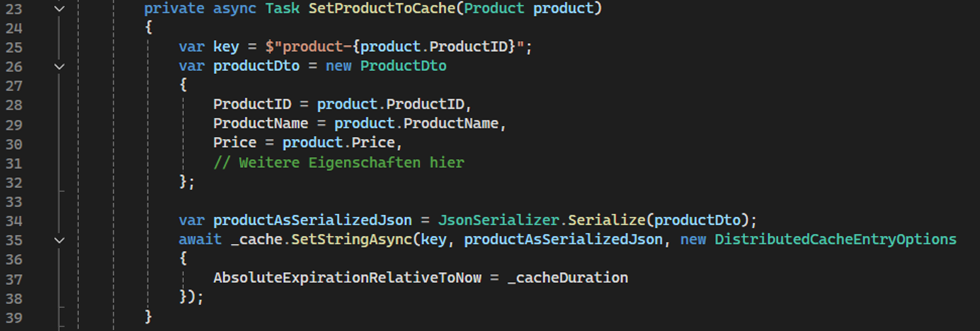 23 private async Task SetProductToCache(Product product)
24 {
25 var key = $"product-{product.ProductID}";
26 var productDto = new ProductDto
27 {
28 ProductID = product.ProductID,
29 ProductName = product.ProductName,
30 Price = product.Price,
31 // Weitere Eigenschaften hier
32 };
33
34 var productAsSerializedJson = JsonSerializer.Serialize(productDto);
35 await _cache.SetStringAsync(key, productAsSerializedJson, new DistributedCacheEntryOptions
36 {
37 AbsoluteExpirationRelativeToNow = _cacheDuration
38 });
39 }